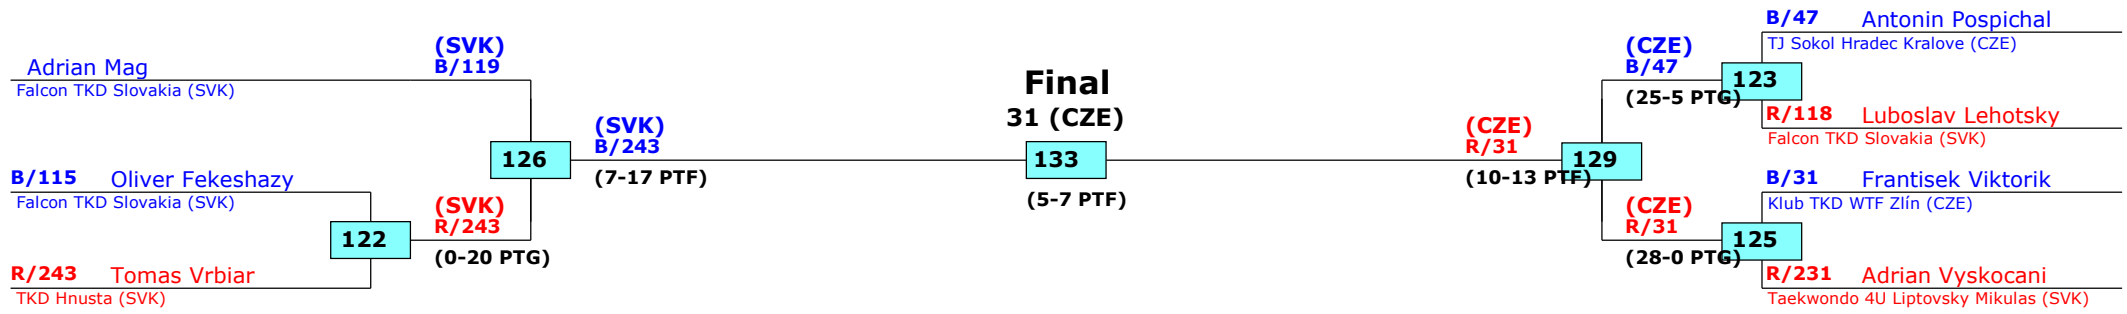 Adrian Mag
Falcon TKD Slovakia (SVK)
(SVK)
B/119
B/115 Oliver Fekeshazy
Falcon TKD Slovakia (SVK)
122
R/243 Tomas Vrbiar
TKD Hnusta (SVK)
(SVK)
R/243
(0-20 PTG)
126
(SVK)
B/243
(7-17 PTF)
Final
31 (CZE)
133
(5-7 PTF)
(CZE)
R/31
(10-13 PTF)
129
(CZE)
B/47
(25-5 PTG)
123
B/47 Antonin Pospichal
TJ Sokol Hradec Kralove (CZE)
R/118 Luboslav Lehotsky
Falcon TKD Slovakia (SVK)
(CZE)
R/31
(28-0 PTG)
125
B/31 Frantisek Viktorik
Klub TKD WTF Zlín (CZE)
R/231 Adrian Vyskocani
Taekwondo 4U Liptovsky Mikulas (SVK)